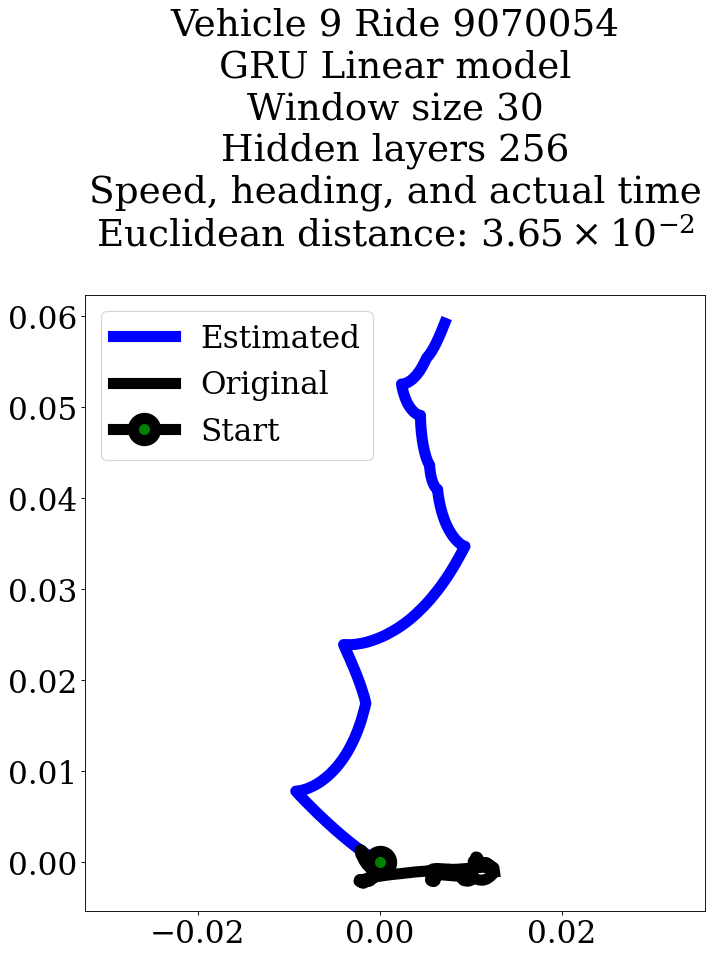 Vehicle 9 Ride 9070054
GRU Linear model
Window size 30
Hidden layers 256
Speed, heading, and actual time
Euclidean distance: 3.65 × 10⁻²
Estimated
Original
Start
0.06
0.05
0.04
0.03
0.02
0.01
0.00
−0.02 0.00 0.02